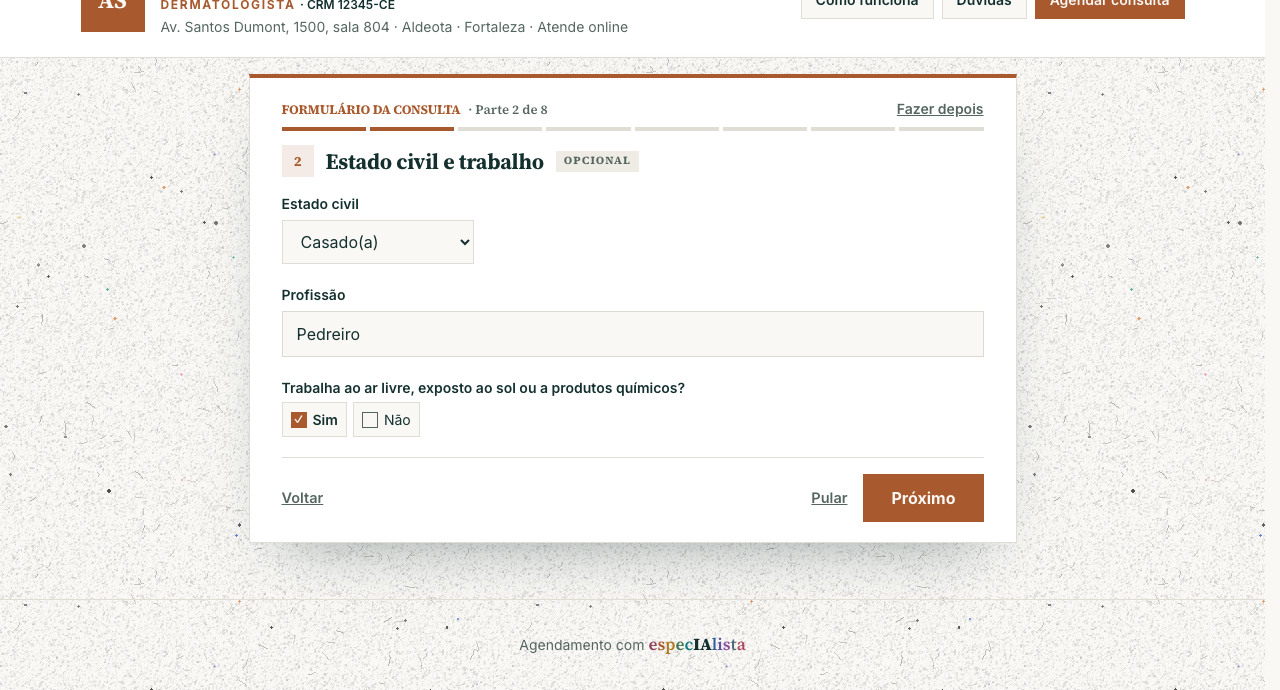 AS
DERMATOLOGISTA · CRM 12345-CE
Av. Santos Dumont, 1500, sala 804 · Aldeota · Fortaleza · Atende online
Como funciona
Dúvidas
Agendar consulta
FORMULÁRIO DA CONSULTA · Parte 2 de 8
Fazer depois
2
Estado civil e trabalho
OPCIONAL
Estado civil
Casado(a)
Profissão
Pedreiro
Trabalha ao ar livre, exposto ao sol ou a produtos químicos?
Sim
Não
Voltar
Pular
Próximo
Agendamento com especIAlista